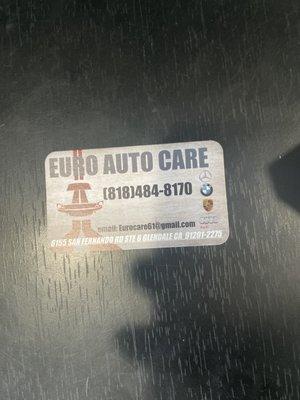 EURO AUTO CARE
(818)484-8170
email: Eurocare61@gmail.com
6155 SAN FERNANDO RD STE 6 GLENDALE CA, 91201-2275